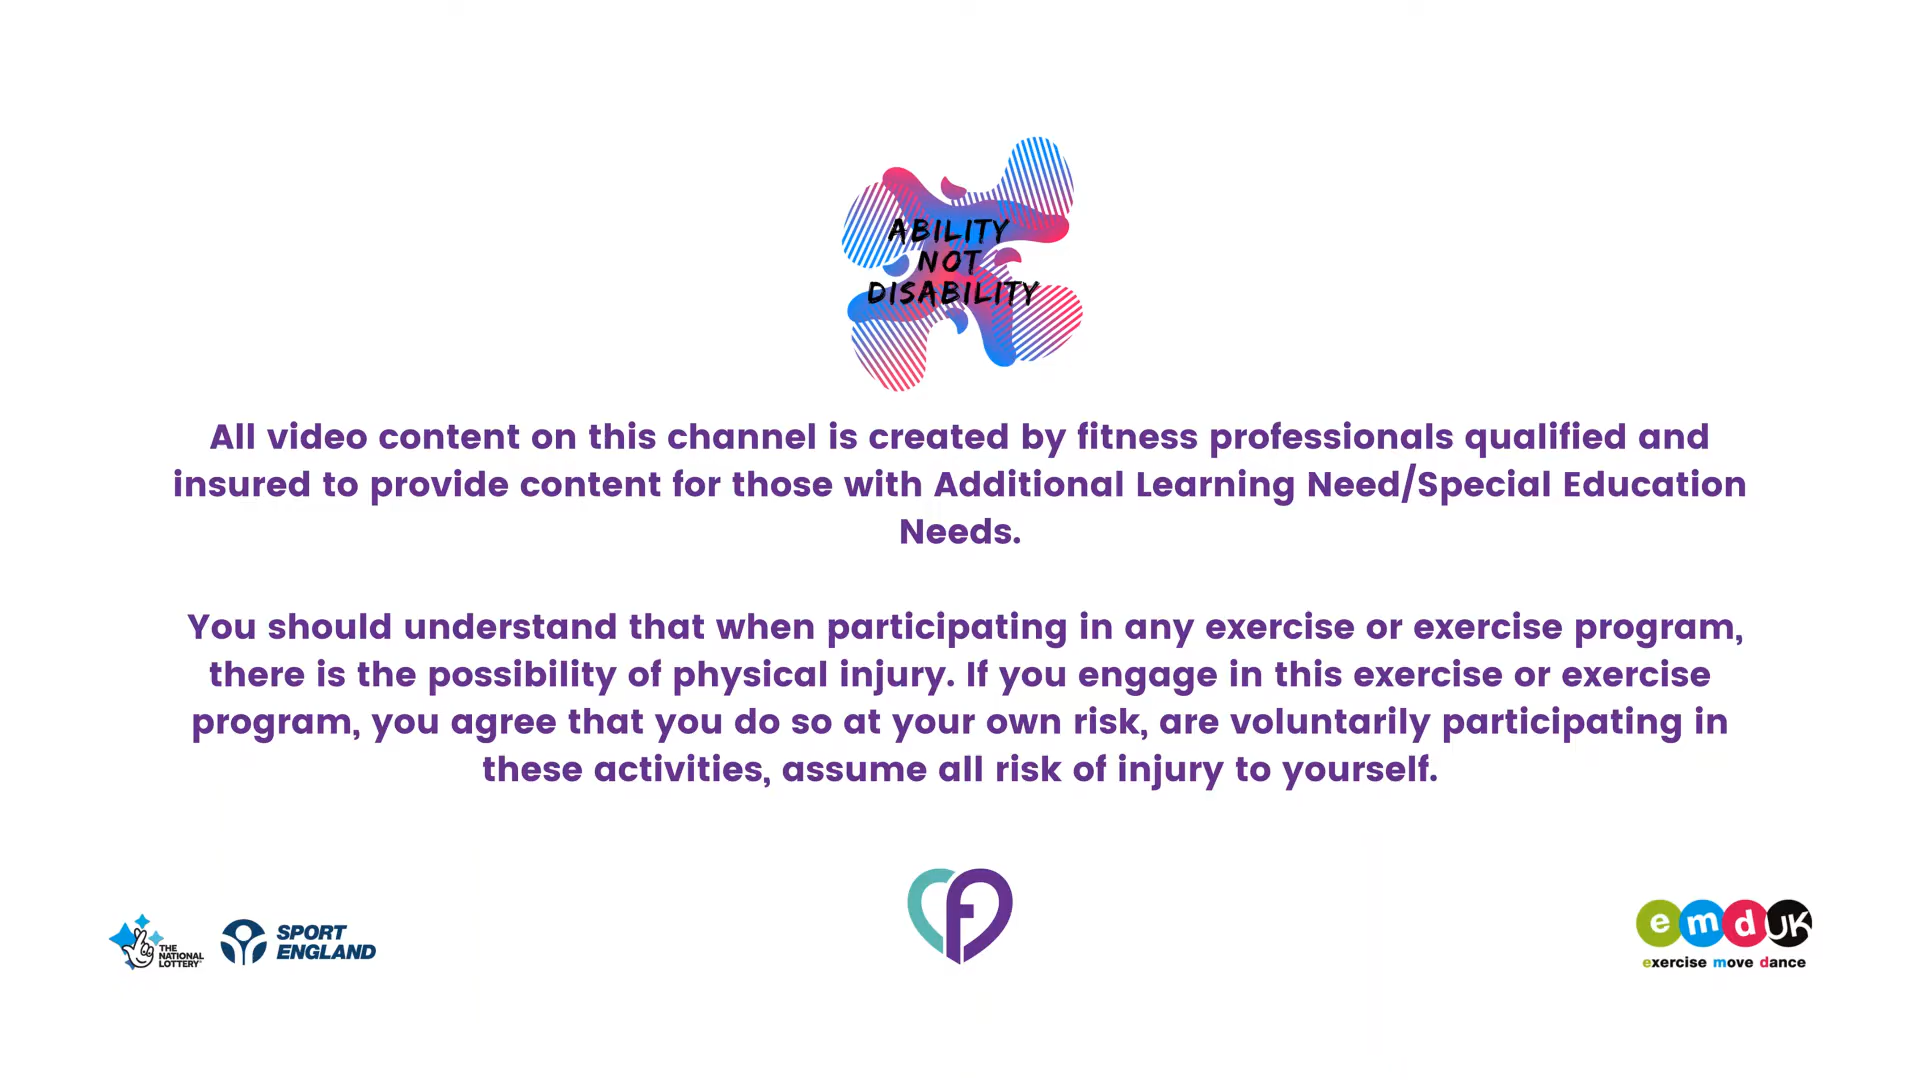 ABILITY
NOT
DISABILITY
All video content on this channel is created by fitness professionals qualified and
insured to provide content for those with Additional Learning Need/Special Education
Needs.
You should understand that when participating in any exercise or exercise program,
there is the possibility of physical injury. If you engage in this exercise or exercise
program, you agree that you do so at your own risk, are voluntarily participating in
these activities, assume all risk of injury to yourself.
THE
NATIONAL
LOTTERY
SPORT
ENGLAND
f
emdUK
exercise move dance